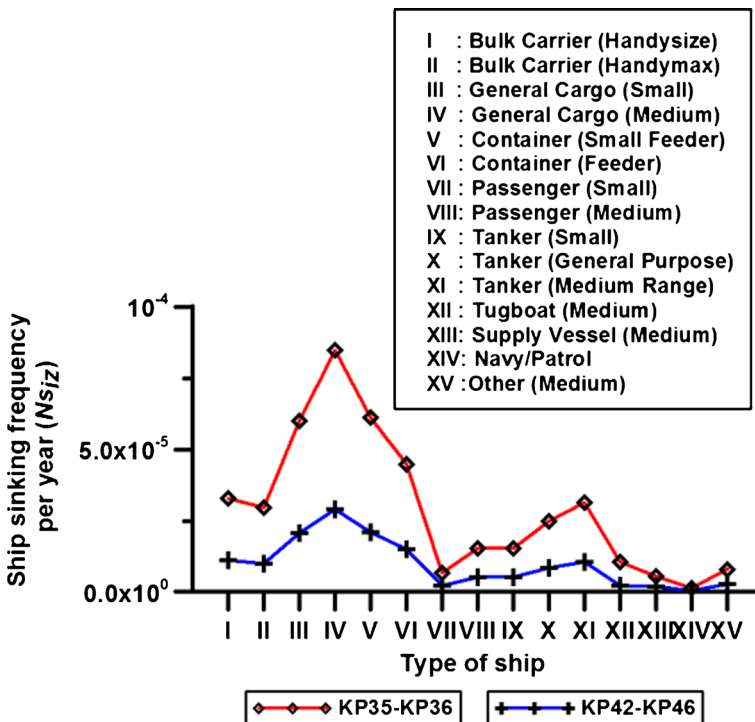 I : Bulk Carrier (Handysize)
II : Bulk Carrier (Handymax)
III : General Cargo (Small)
IV : General Cargo (Medium)
V : Container (Small Feeder)
VI : Container (Feeder)
VII : Passenger (Small)
VIII: Passenger (Medium)
IX : Tanker (Small)
X : Tanker (General Purpose)
XI : Tanker (Medium Range)
XII : Tugboat (Medium)
XIII: Supply Vessel (Medium)
XIV: Navy/Patrol
XV : Other (Medium)
Ship sinking frequency
per year (Ns_iz)
10^-4
5.0x10^-5
0.0x10^0
I II III IV V VI VII VIII IX X XI XII XIII XIV XV
Type of ship
KP35-KP36 KP42-KP46